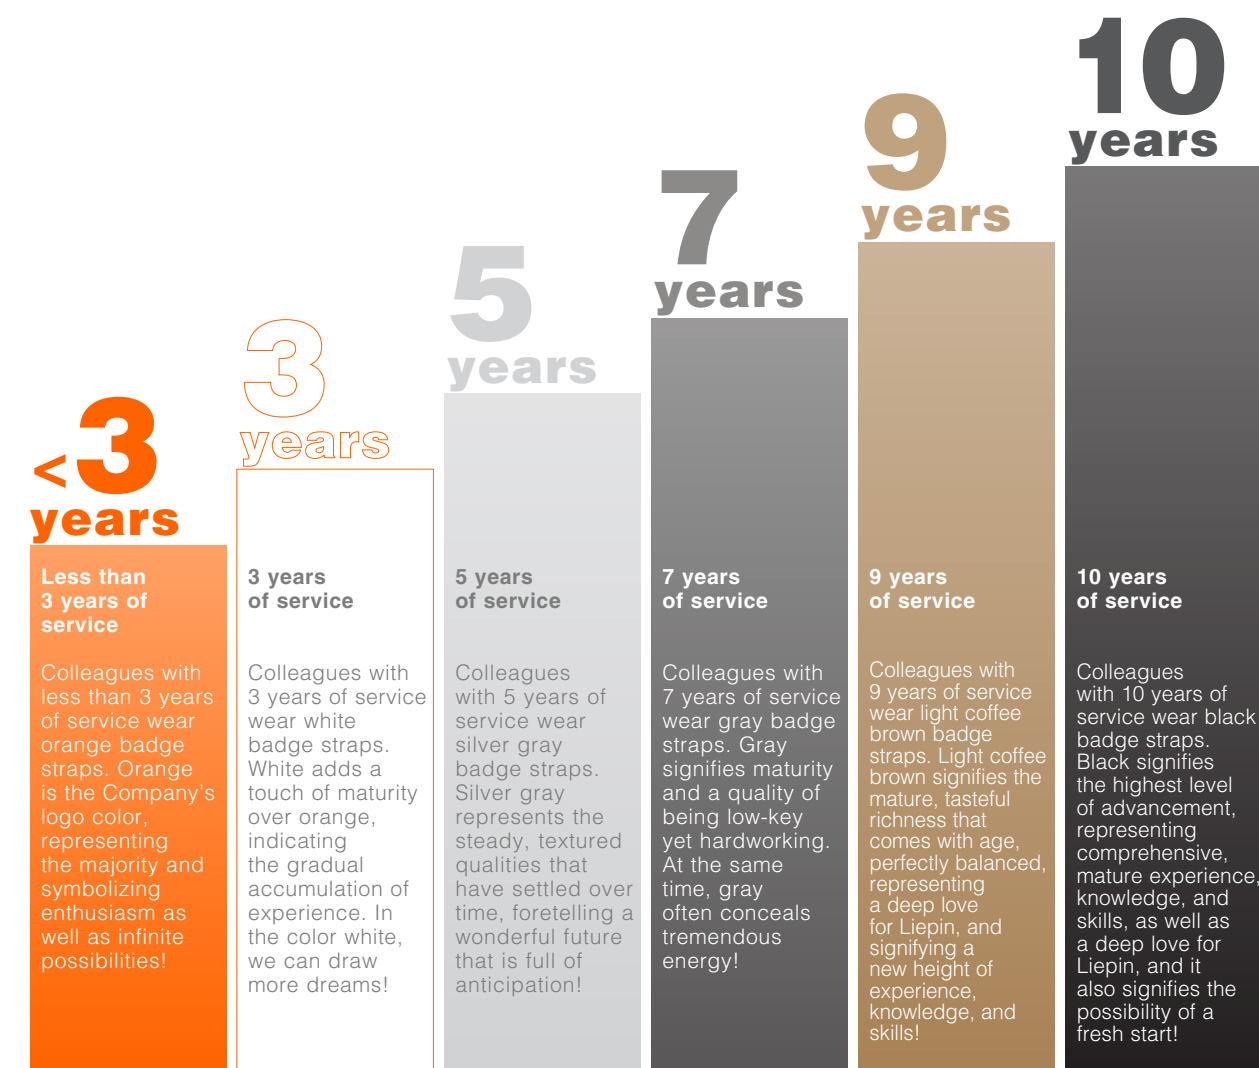 <3
years
Less than
3 years of
service
Colleagues with
less than 3 years
of service wear
orange badge
straps. Orange
is the Company's
logo color,
representing
the majority and
symbolizing
enthusiasm as
well as infinite
possibilities!
3
years
3 years
of service
Colleagues with
3 years of service
wear white
badge straps.
White adds a
touch of maturity
over orange,
indicating
the gradual
accumulation of
experience. In
the color white,
we can draw
more dreams!
5
years
5 years
of service
Colleagues
with 5 years of
service wear
silver gray
badge straps.
Silver gray
represents the
steady, textured
qualities that
have settled over
time, foretelling a
wonderful future
that is full of
anticipation!
7
years
7 years
of service
Colleagues with
7 years of service
wear gray badge
straps. Gray
signifies maturity
and a quality of
being low-key
yet hardworking.
At the same
time, gray
often conceals
tremendous
energy!
9
years
9 years
of service
Colleagues with
9 years of service
wear light coffee
brown badge
straps. Light coffee
brown signifies the
mature, tasteful
richness that
comes with age,
perfectly balanced,
representing
a deep love
for Liepin, and
signifying a
new height of
experience,
knowledge, and
skills!
10
years
10 years
of service
Colleagues
with 10 years of
service wear black
badge straps.
Black signifies
the highest level
of advancement,
representing
comprehensive,
mature experience,
knowledge, and
skills, as well as
a deep love for
Liepin, and it
also signifies the
possibility of a
fresh start!